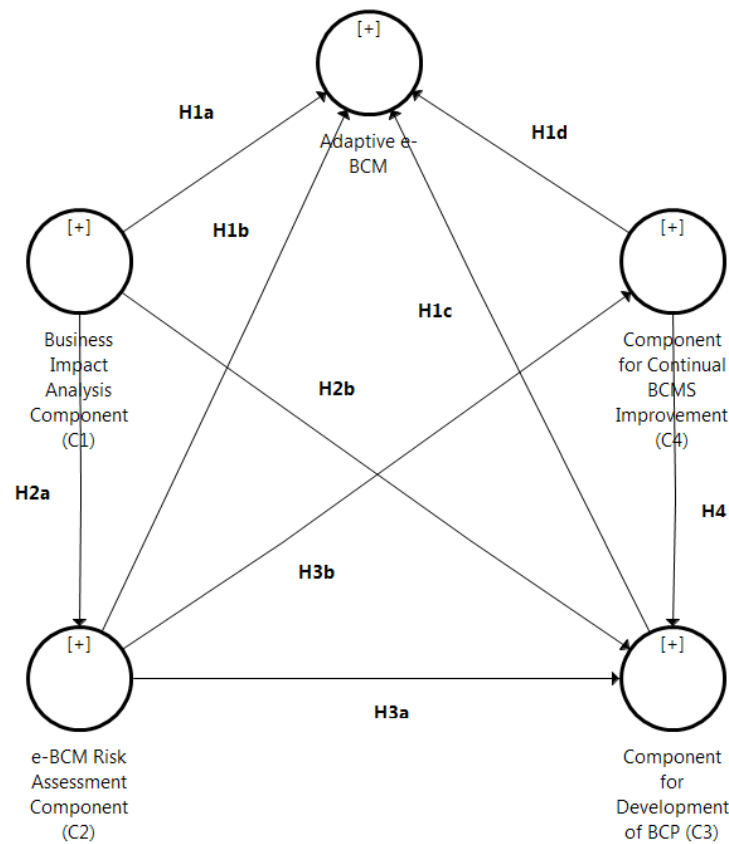 [+]
Adaptive e-
BCM
H1a
H1d
[+]
Business
Impact
Analysis
Component
(C1)
[+]
Component
for Continual
BCMS
Improvement
(C4)
H1b
H1c
H2b
H2a
H4
H3b
[+]
e-BCM Risk
Assessment
Component
(C2)
H3a
[+]
Component
for
Development
of BCP (C3)